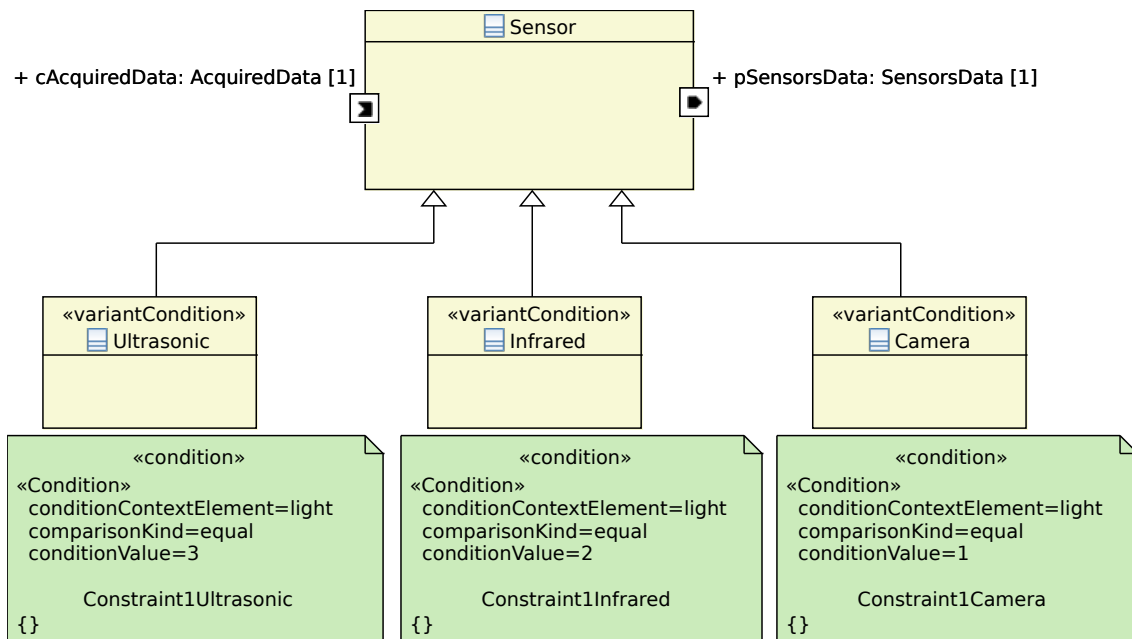 Sensor
+ cAcquiredData: AcquiredData [1]
+ pSensorsData: SensorsData [1]
«variantCondition»
Ultrasonic
«variantCondition»
Infrared
«variantCondition»
Camera
«condition»
«Condition»
conditionContextElement=light
comparisonKind=equal
conditionValue=3
Constraint1Ultrasonic
{}
«condition»
«Condition»
conditionContextElement=light
comparisonKind=equal
conditionValue=2
Constraint1Infrared
{}
«condition»
«Condition»
conditionContextElement=light
comparisonKind=equal
conditionValue=1
Constraint1Camera
{}